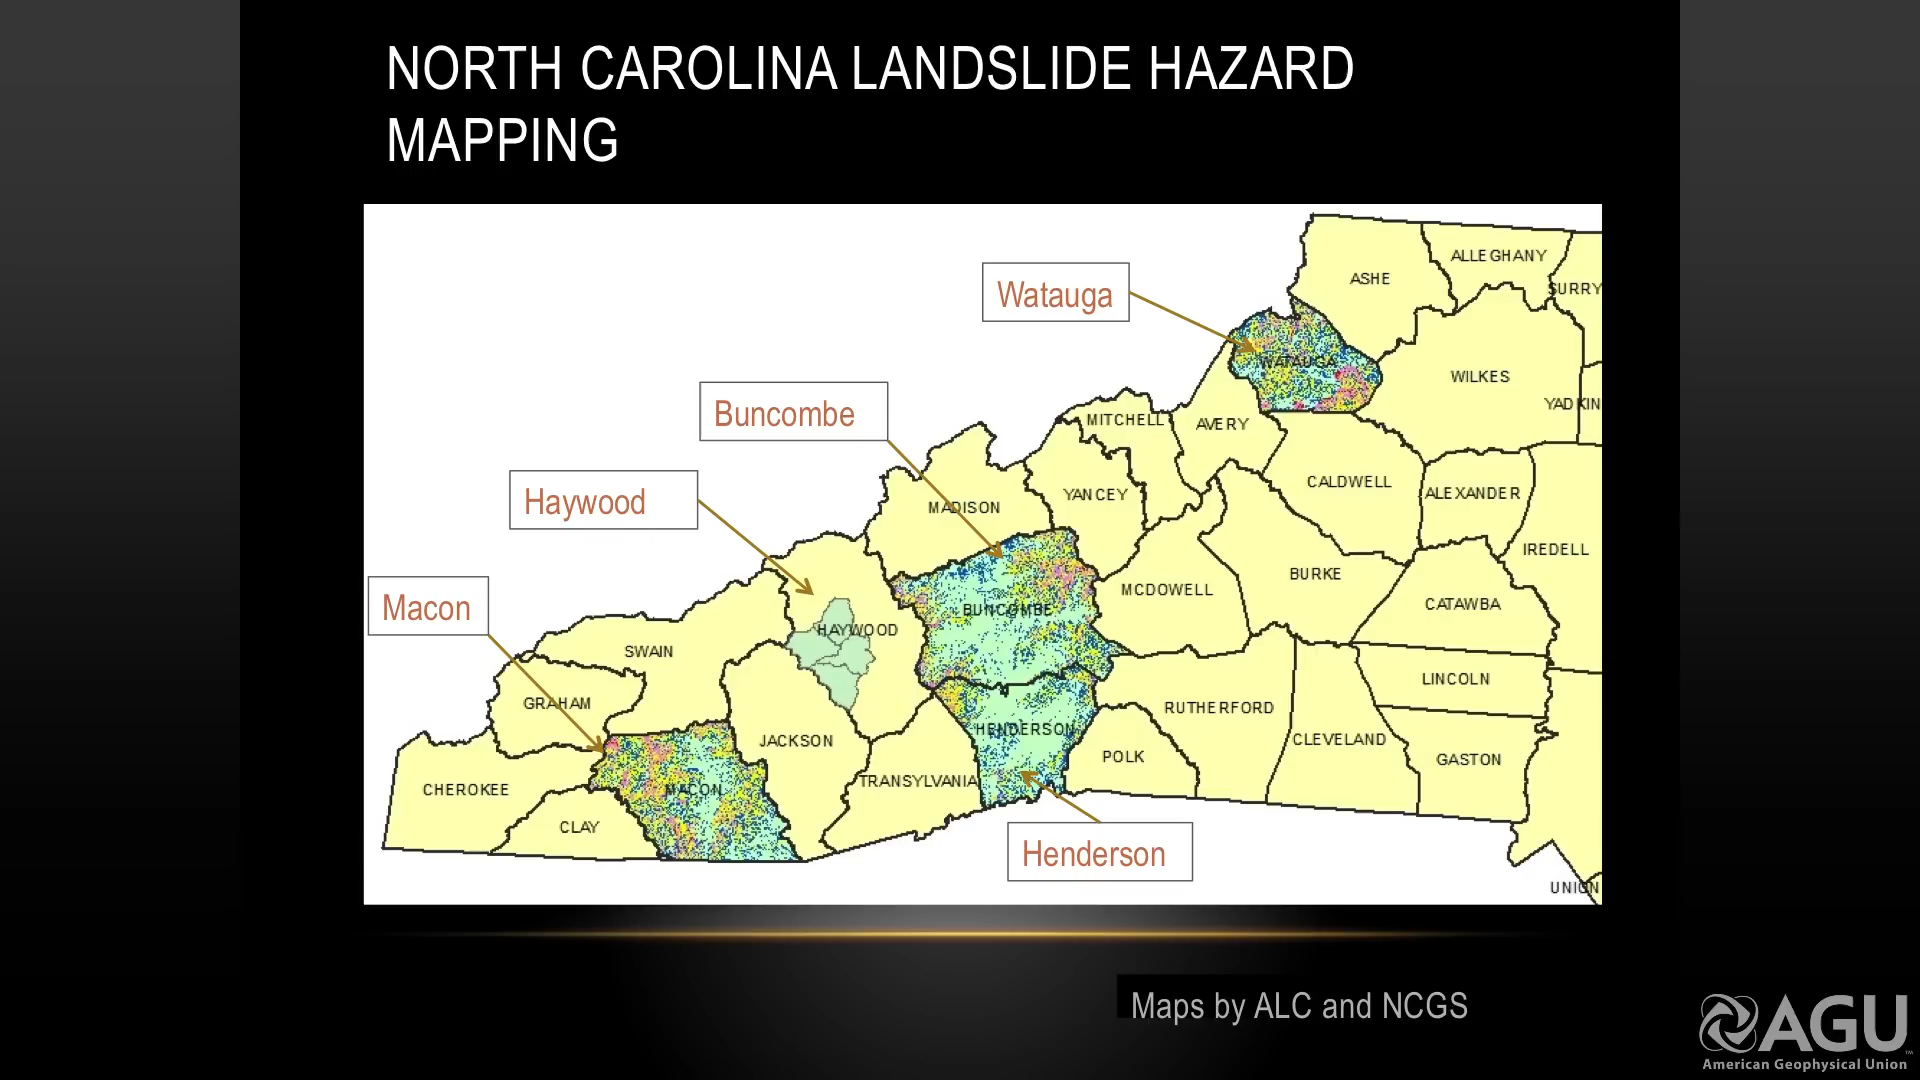 NORTH CAROLINA LANDSLIDE HAZARD
MAPPING
ALLEGHANY
ASHE
SURRY
Watauga
WATAUGA
WILKES
YADKIN
Buncombe
MITCHELL
AVERY
CALDWELL
ALEXANDER
Haywood
YANCEY
MADISON
IREDELL
BURKE
MCDOWELL
CATAWBA
Macon
BUNCOMBE
HAYWOOD
SWAIN
LINCOLN
GRAHAM
RUTHERFORD
HENDERSON
JACKSON
CLEVELAND
POLK
GASTON
TRANSYLVANIA
CHEROKEE
MACON
CLAY
Henderson
UNION
Maps by ALC and NCGS
AGU
American Geophysical Union